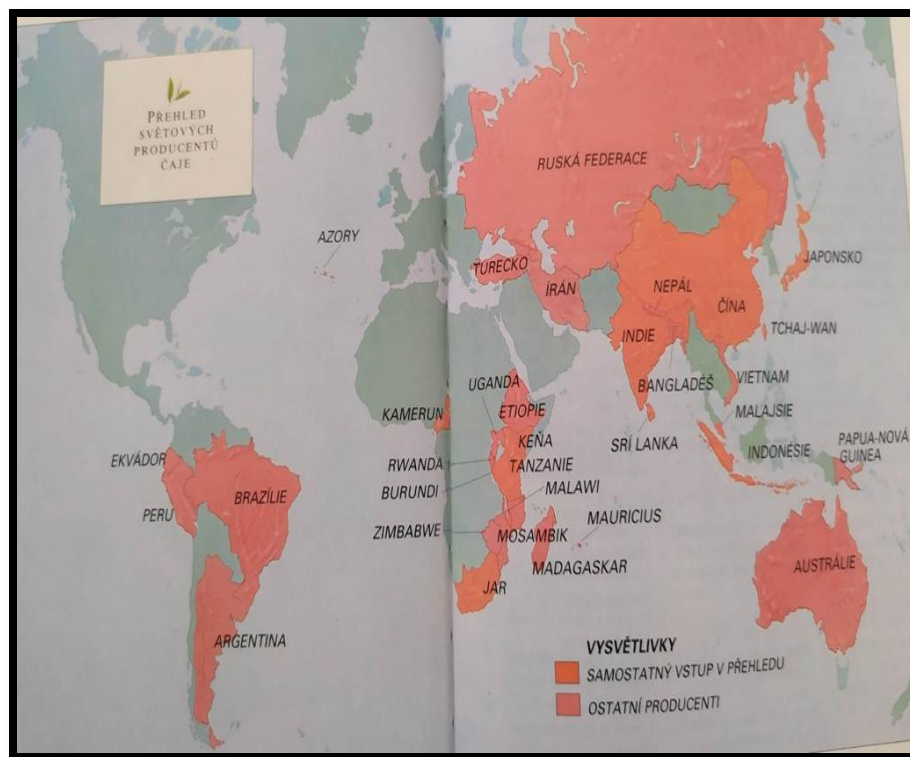 PŘEHLED
SVĚTOVÝCH
PRODUCENTŮ
ČAJE
RUSKÁ FEDERACE
AZORY
TURECKO
ÍRÁN
NEPÁL
ČÍNA
JAPONSKO
INDIE
TCHAJ-WAN
BANGLADÉŠ
VIETNAM
UGANDA
ETIOPIE
KAMERUN
MALAJSIE
KEŇA
SRÍ LANKA
INDONÉSIE
PAPUA-NOVÁ
GUINEA
EKVÁDOR
RWANDA
TANZANIE
BURUNDI
MALAWI
BRAZÍLIE
PERU
ZIMBABWE
MOSAMBIK
MAURICIUS
MADAGASKAR
AUSTRÁLIE
JAR
ARGENTINA
VYSVĚTLIVKY
SAMOSTATNÝ VSTUP V PŘEHLEDU
OSTATNÍ PRODUCENTI